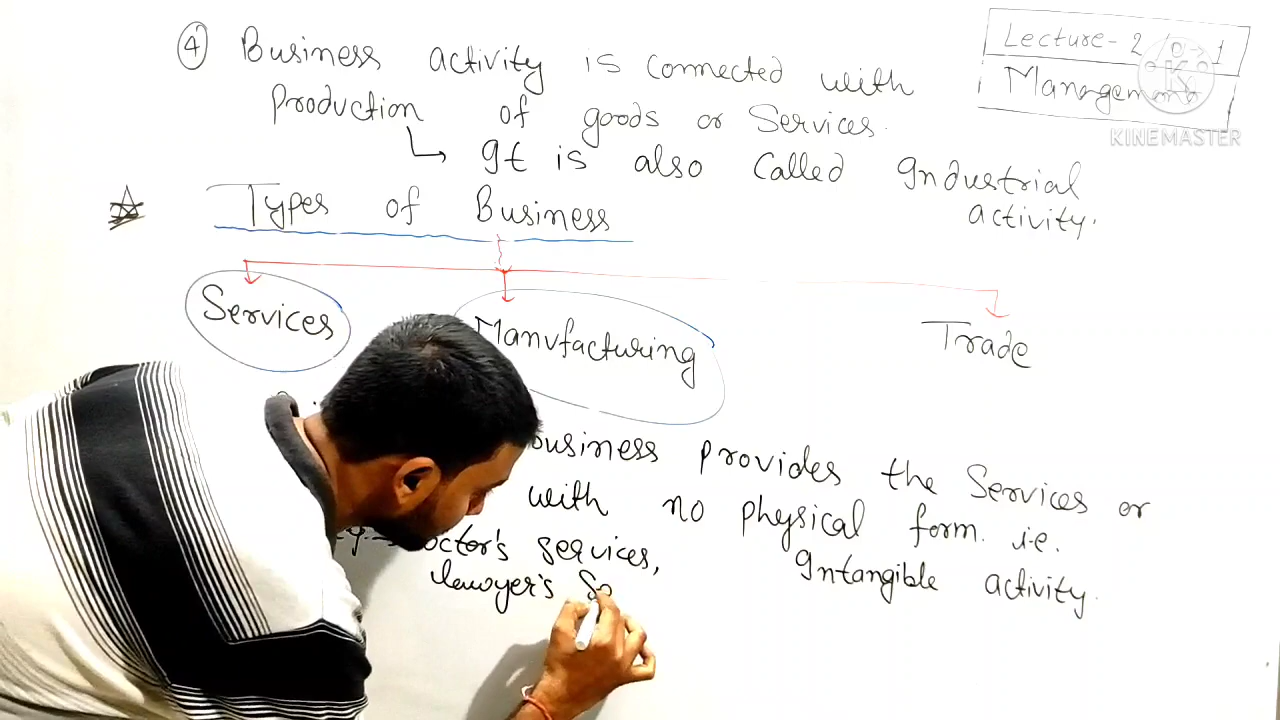 Lecture - 2
Management
KINEMASTER
④ Business activity is connected with
production of goods or Services.
It is also called Industrial
activity.
Types of Business
Services
Manufacturing
Trade
business provides the Services or
with no physical form. i.e.
Intangible activity.
Doctor's services,
lawyer's Se